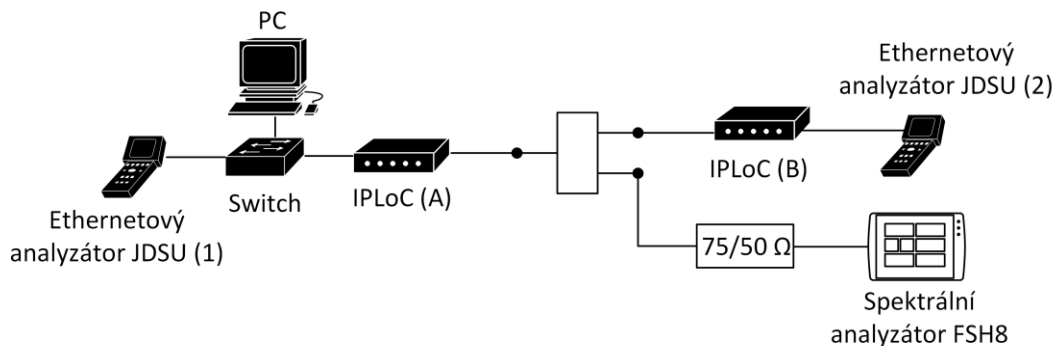 PC
Ethernetový
analyzátor JDSU (2)
IPLoC (A)
IPLoC (B)
Switch
Ethernetový
analyzátor JDSU (1)
75/50 Ω
Spektrální
analyzátor FSH8